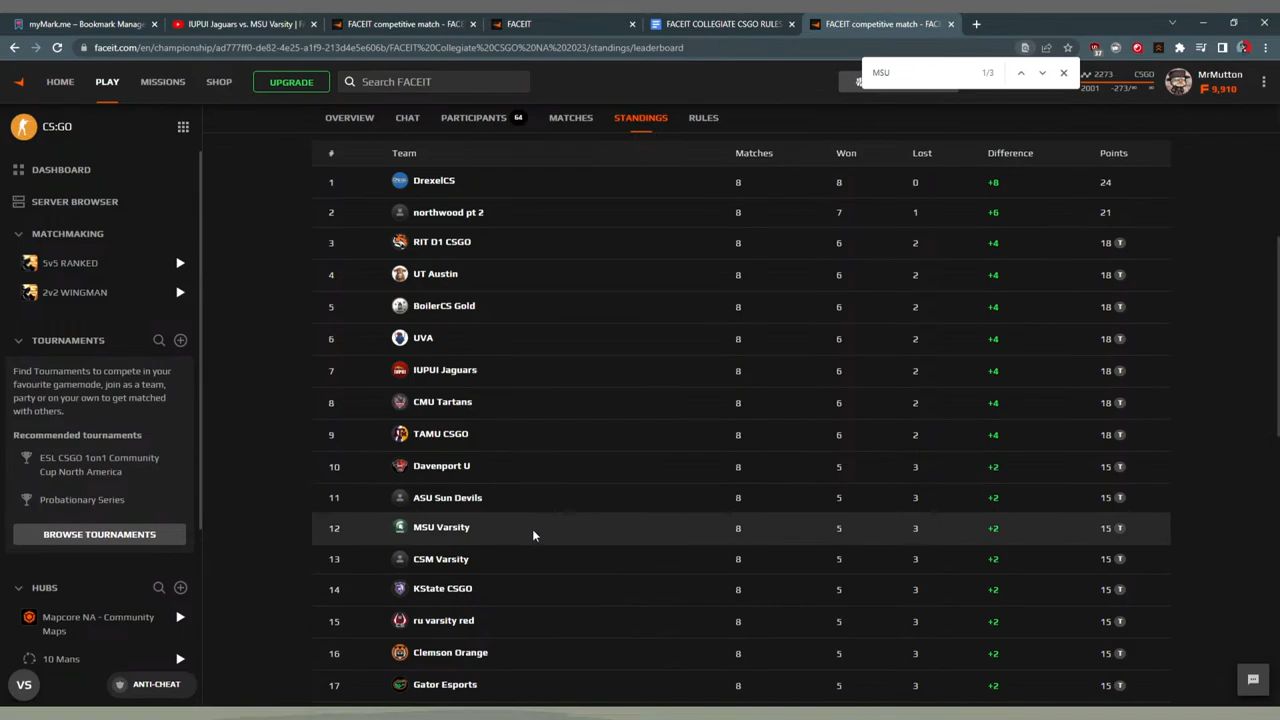 myMark.me – Bookmark Manage
IUPUI Jaguars vs. MSU Varsity | F
FACEIT competitive match - FAC
FACEIT
FACEIT COLLEGIATE CSGO RULES
FACEIT competitive match - FAC
faceit.com/en/championship/ad777ff0-de82-4e25-a1f9-213d4e5e606b/FACEIT%20Collegiate%20CSGO%20NA%202023/standings/leaderboard
37
MSU
1/3
HOME
PLAY
MISSIONS
SHOP
UPGRADE
Search FACEIT
2273
CSGO
2001
-273/∞
∞
MrMutton
9,910
CS:GO
OVERVIEW
CHAT
PARTICIPANTS 64
MATCHES
STANDINGS
RULES
DASHBOARD
SERVER BROWSER
MATCHMAKING
5v5 RANKED
2v2 WINGMAN
TOURNAMENTS
Find Tournaments to compete in your
favourite gamemode, join as a team,
party or on your own to get matched
with others.
Recommended tournaments
ESL CSGO 1on1 Community
Cup North America
Probationary Series
BROWSE TOURNAMENTS
HUBS
Mapcore NA - Community
Maps
10 Mans
VS
ANTI-CHEAT
# Team Matches Won Lost Difference Points
1 DrexelCS 8 8 0 +8 24
2 northwood pt 2 8 7 1 +6 21
3 RIT D1 CSGO 8 6 2 +4 18 T
4 UT Austin 8 6 2 +4 18 T
5 BoilerCS Gold 8 6 2 +4 18 T
6 UVA 8 6 2 +4 18 T
7 IUPUI Jaguars 8 6 2 +4 18 T
8 CMU Tartans 8 6 2 +4 18 T
9 TAMU CSGO 8 6 2 +4 18 T
10 Davenport U 8 5 3 +2 15 T
11 ASU Sun Devils 8 5 3 +2 15 T
12 MSU Varsity 8 5 3 +2 15 T
13 CSM Varsity 8 5 3 +2 15 T
14 KState CSGO 8 5 3 +2 15 T
15 ru varsity red 8 5 3 +2 15 T
16 Clemson Orange 8 5 3 +2 15 T
17 Gator Esports 8 5 3 +2 15 T